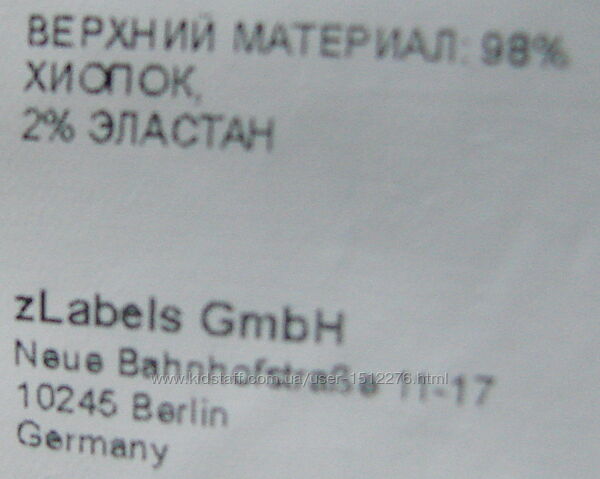 ВЕРХНИЙ МАТЕРИАЛ: 98%
ХИОПОК,
2% ЭЛАСТАН
zLabels GmbH
Neue Bahnhofstraße 11-17
www.kidstaff.com.ua/user-1512276.html
10245 Berlin
Germany